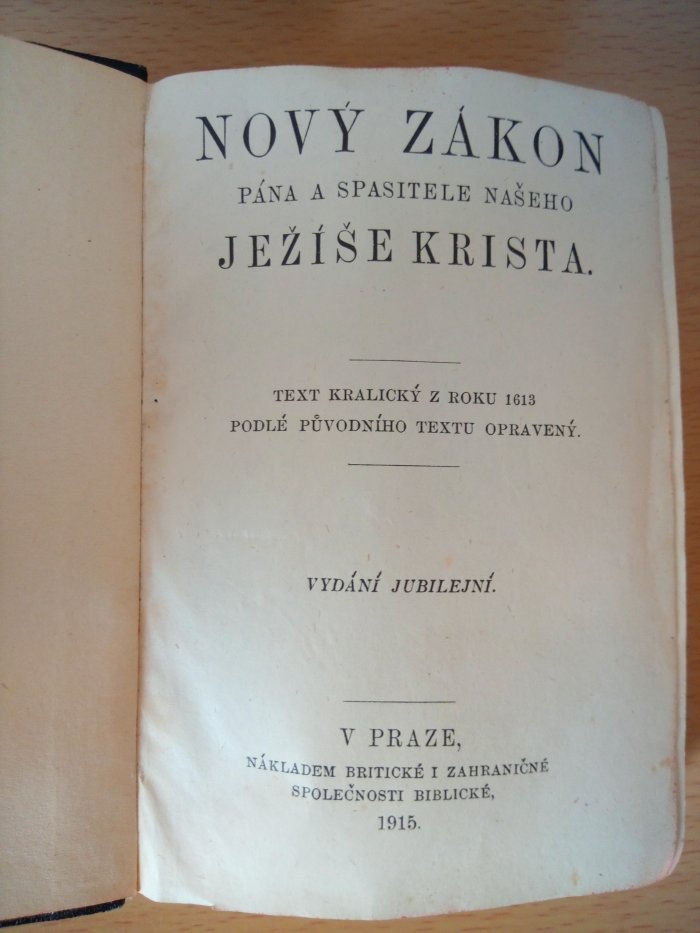 NOVÝ ZÁKON
PÁNA A SPASITELE NAŠEHO
JEŽÍŠE KRISTA.
TEXT KRALICKÝ Z ROKU 1613
PODLÉ PŮVODNÍHO TEXTU OPRAVENÝ.
VYDÁNÍ JUBILEJNÍ.
V PRAZE,
NÁKLADEM BRITICKÉ I ZAHRANIČNÉ
SPOLEČNOSTI BIBLICKÉ,
1915.